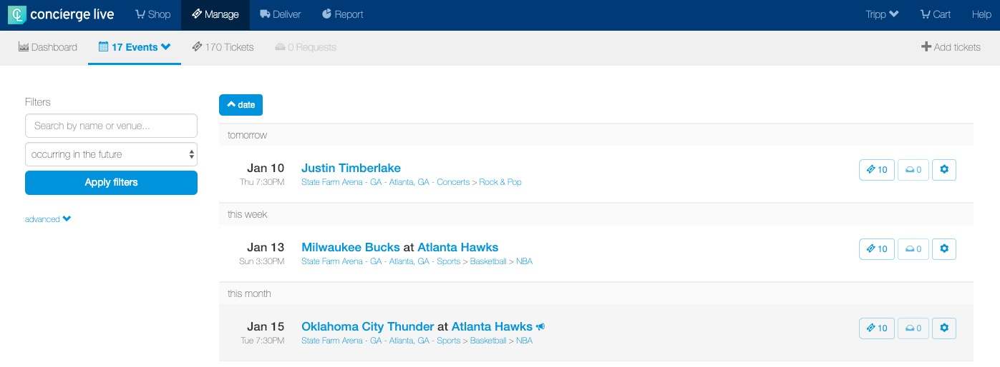 concierge live Shop Manage Deliver Report Tripp Cart Help
Dashboard 17 Events 170 Tickets 0 Requests Add tickets
Filters
Search by name or venue...
occurring in the future
Apply filters
advanced
date
tomorrow
Jan 10 Justin Timberlake 10 0
Thu 7:30PM State Farm Arena - GA - Atlanta, GA - Concerts > Rock & Pop
this week
Jan 13 Milwaukee Bucks at Atlanta Hawks 10 0
Sun 3:30PM State Farm Arena - GA - Atlanta, GA - Sports > Basketball > NBA
this month
Jan 15 Oklahoma City Thunder at Atlanta Hawks 10 0
Tue 7:30PM State Farm Arena - GA - Atlanta, GA - Sports > Basketball > NBA